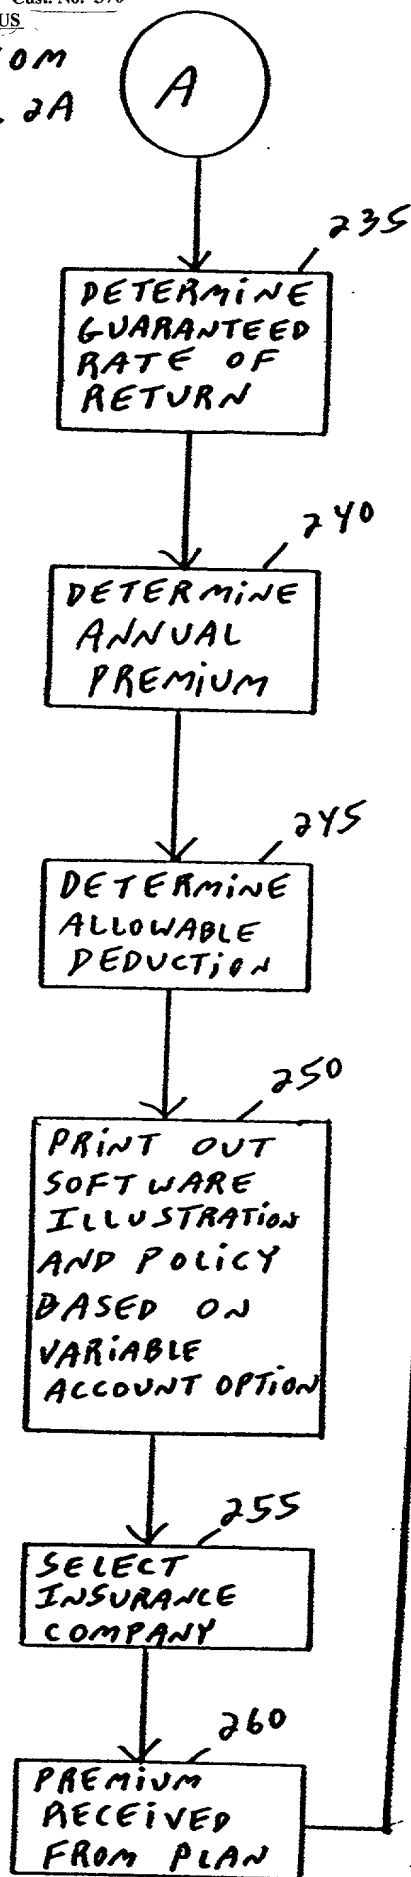 Cust. No. 570
US
OM
2A
A
235
DETERMINE
GUARANTEED
RATE OF
RETURN
240
DETERMINE
ANNUAL
PREMIUM
245
DETERMINE
ALLOWABLE
DEDUCTION
250
PRINT OUT
SOFTWARE
ILLUSTRATION
AND POLICY
BASED ON
VARIABLE
ACCOUNT OPTION
255
SELECT
INSURANCE
COMPANY
260
PREMIUM
RECEIVED
FROM PLAN